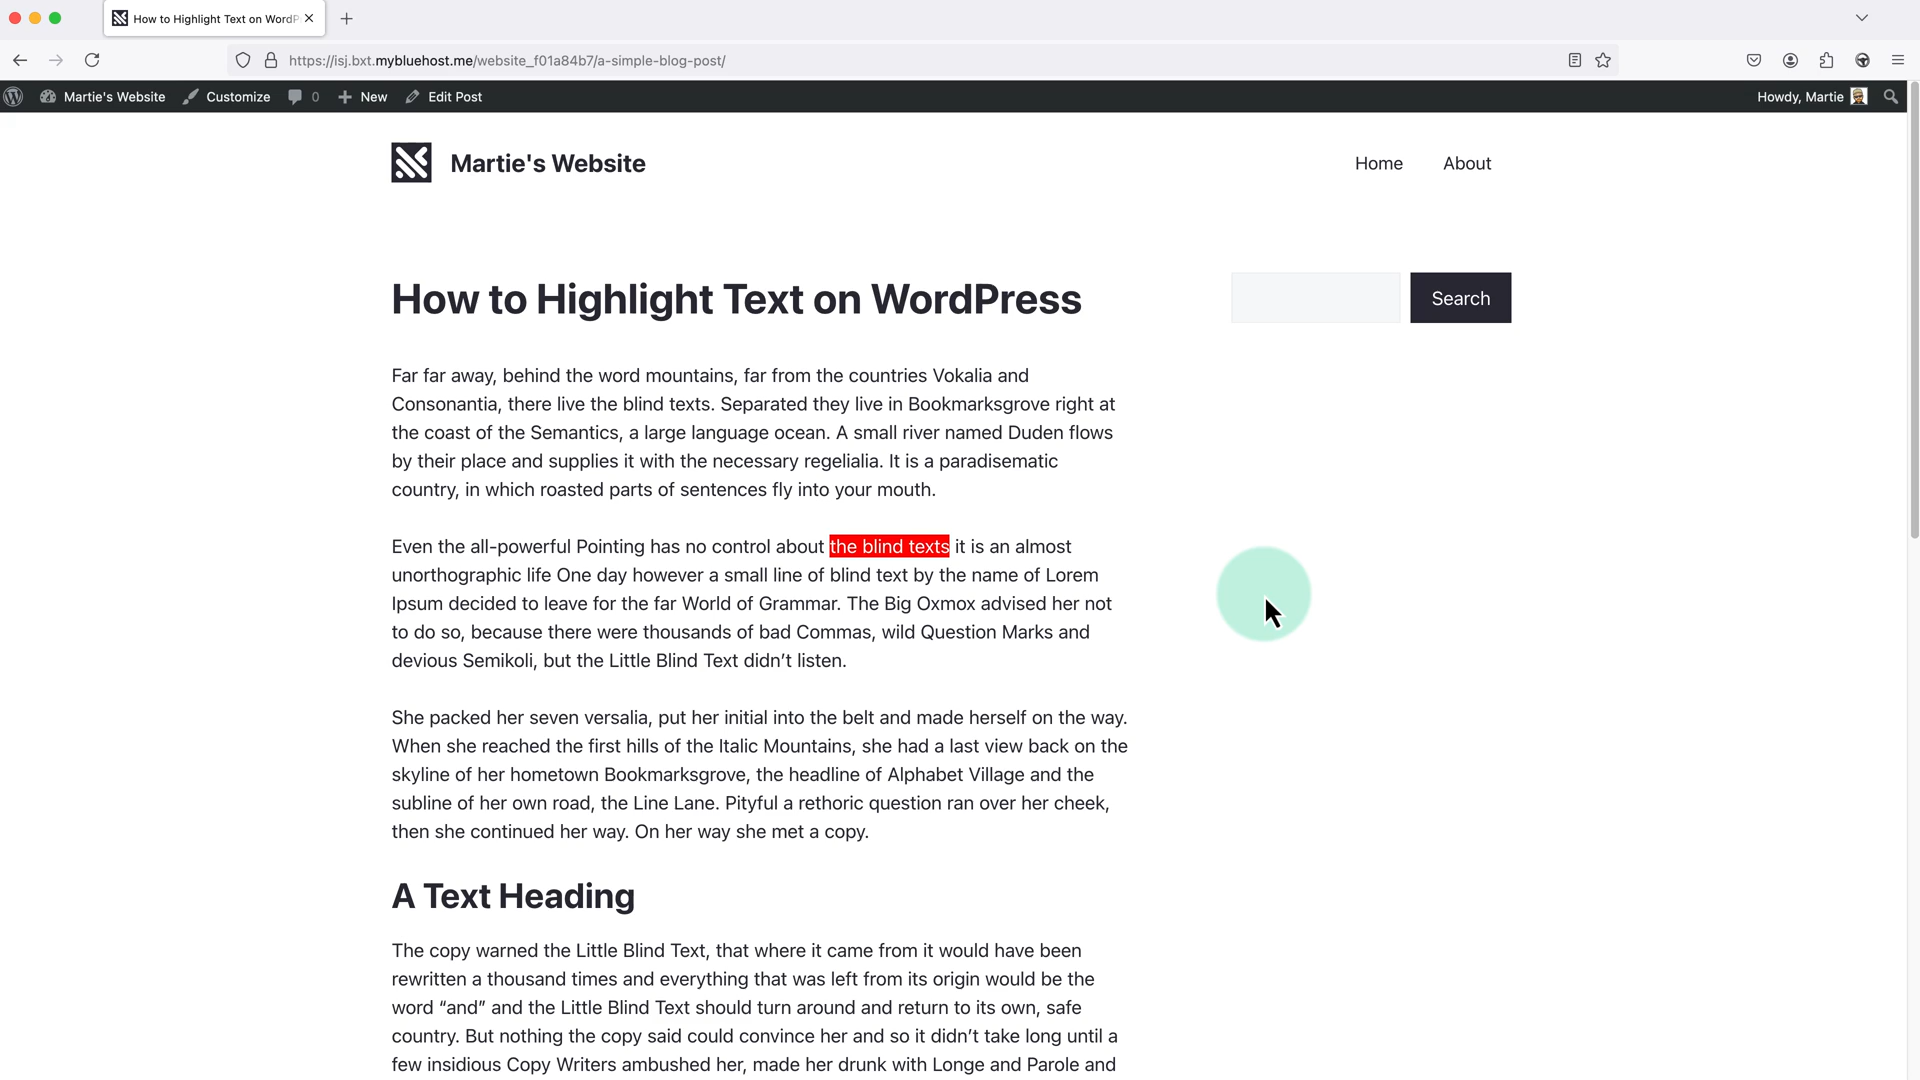 How to Highlight Text on WordP
https://isj.bxt.mybluehost.me/website_f01a84b7/a-simple-blog-post/
Martie's Website Customize 0 New Edit Post Howdy, Martie
Martie's Website Home About
How to Highlight Text on WordPress Search
Far far away, behind the word mountains, far from the countries Vokalia and
Consonantia, there live the blind texts. Separated they live in Bookmarksgrove right at
the coast of the Semantics, a large language ocean. A small river named Duden flows
by their place and supplies it with the necessary regelialia. It is a paradisematic
country, in which roasted parts of sentences fly into your mouth.
Even the all-powerful Pointing has no control about the blind texts it is an almost
unorthographic life One day however a small line of blind text by the name of Lorem
Ipsum decided to leave for the far World of Grammar. The Big Oxmox advised her not
to do so, because there were thousands of bad Commas, wild Question Marks and
devious Semikoli, but the Little Blind Text didn’t listen.
She packed her seven versalia, put her initial into the belt and made herself on the way.
When she reached the first hills of the Italic Mountains, she had a last view back on the
skyline of her hometown Bookmarksgrove, the headline of Alphabet Village and the
subline of her own road, the Line Lane. Pityful a rethoric question ran over her cheek,
then she continued her way. On her way she met a copy.
A Text Heading
The copy warned the Little Blind Text, that where it came from it would have been
rewritten a thousand times and everything that was left from its origin would be the
word “and” and the Little Blind Text should turn around and return to its own, safe
country. But nothing the copy said could convince her and so it didn’t take long until a
few insidious Copy Writers ambushed her, made her drunk with Longe and Parole and